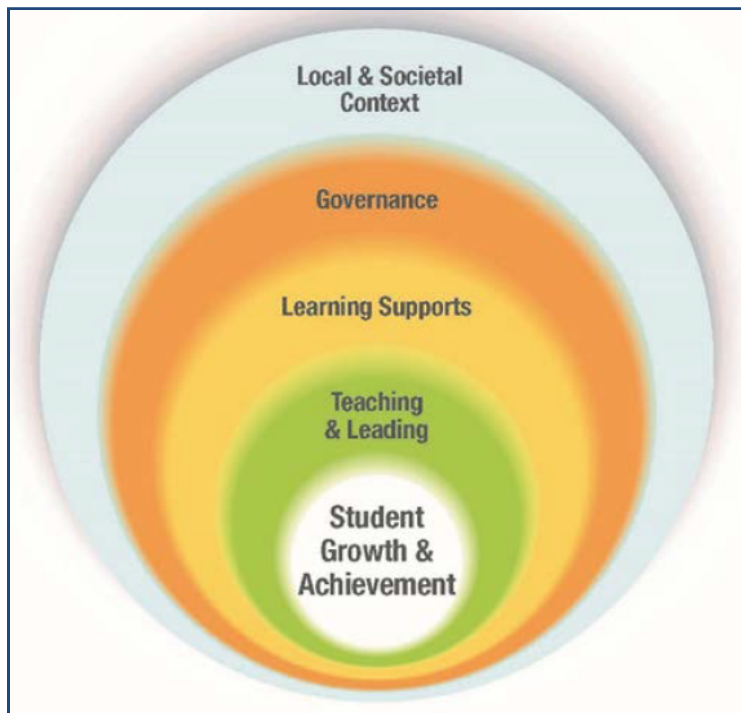 Local & Societal
Context
Governance
Learning Supports
Teaching
& Leading
Student
Growth &
Achievement